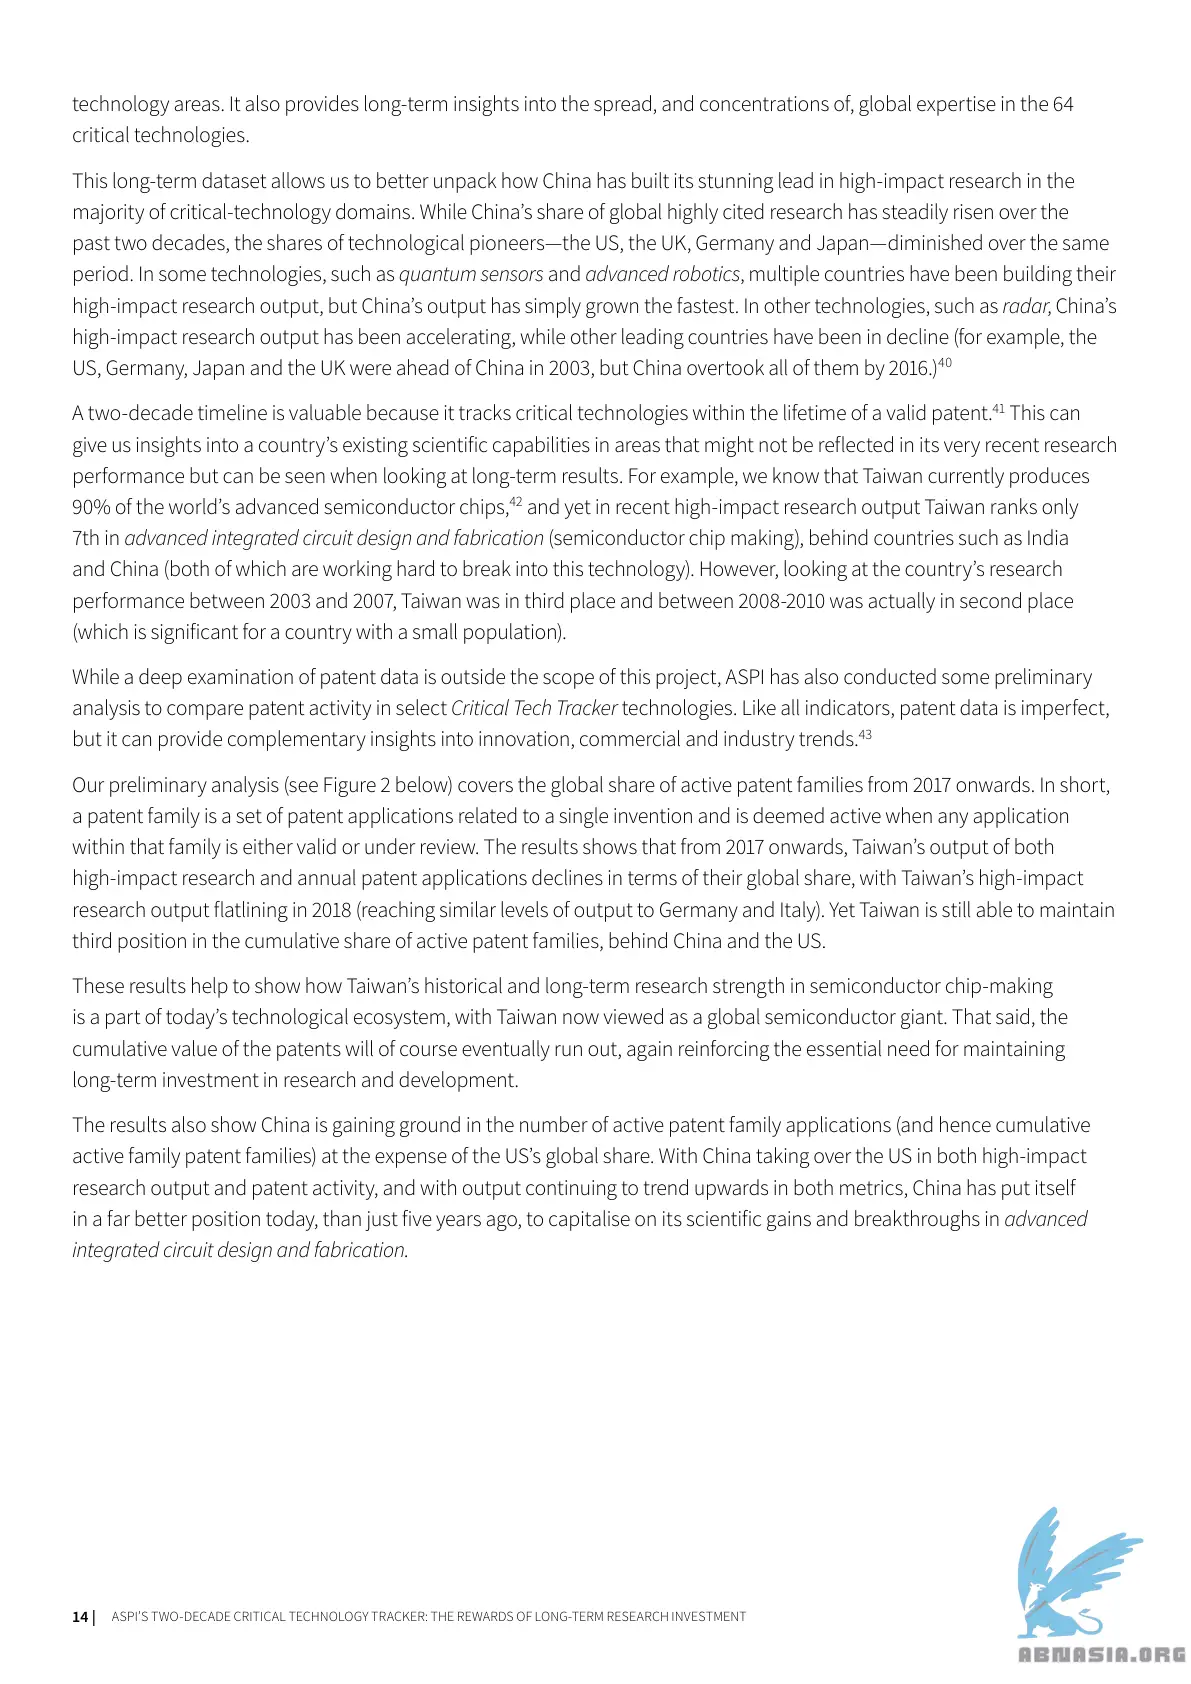 technology areas. It also provides long-term insights into the spread, and concentrations of, global expertise in the 64
critical technologies.
This long-term dataset allows us to better unpack how China has built its stunning lead in high-impact research in the
majority of critical-technology domains. While China’s share of global highly cited research has steadily risen over the
past two decades, the shares of technological pioneers—the US, the UK, Germany and Japan—diminished over the same
period. In some technologies, such as quantum sensors and advanced robotics, multiple countries have been building their
high-impact research output, but China’s output has simply grown the fastest. In other technologies, such as radar, China’s
high-impact research output has been accelerating, while other leading countries have been in decline (for example, the
US, Germany, Japan and the UK were ahead of China in 2003, but China overtook all of them by 2016.)40
A two-decade timeline is valuable because it tracks critical technologies within the lifetime of a valid patent.41 This can
give us insights into a country’s existing scientific capabilities in areas that might not be reflected in its very recent research
performance but can be seen when looking at long-term results. For example, we know that Taiwan currently produces
90% of the world’s advanced semiconductor chips,42 and yet in recent high-impact research output Taiwan ranks only
7th in advanced integrated circuit design and fabrication (semiconductor chip making), behind countries such as India
and China (both of which are working hard to break into this technology). However, looking at the country’s research
performance between 2003 and 2007, Taiwan was in third place and between 2008-2010 was actually in second place
(which is significant for a country with a small population).
While a deep examination of patent data is outside the scope of this project, ASPI has also conducted some preliminary
analysis to compare patent activity in select Critical Tech Tracker technologies. Like all indicators, patent data is imperfect,
but it can provide complementary insights into innovation, commercial and industry trends.43
Our preliminary analysis (see Figure 2 below) covers the global share of active patent families from 2017 onwards. In short,
a patent family is a set of patent applications related to a single invention and is deemed active when any application
within that family is either valid or under review. The results shows that from 2017 onwards, Taiwan’s output of both
high-impact research and annual patent applications declines in terms of their global share, with Taiwan’s high-impact
research output flatlining in 2018 (reaching similar levels of output to Germany and Italy). Yet Taiwan is still able to maintain
third position in the cumulative share of active patent families, behind China and the US.
These results help to show how Taiwan’s historical and long-term research strength in semiconductor chip-making
is a part of today’s technological ecosystem, with Taiwan now viewed as a global semiconductor giant. That said, the
cumulative value of the patents will of course eventually run out, again reinforcing the essential need for maintaining
long-term investment in research and development.
The results also show China is gaining ground in the number of active patent family applications (and hence cumulative
active family patent families) at the expense of the US’s global share. With China taking over the US in both high-impact
research output and patent activity, and with output continuing to trend upwards in both metrics, China has put itself
in a far better position today, than just five years ago, to capitalise on its scientific gains and breakthroughs in advanced
integrated circuit design and fabrication.
14 | ASPI’S TWO-DECADE CRITICAL TECHNOLOGY TRACKER: THE REWARDS OF LONG-TERM RESEARCH INVESTMENT
ABNASIA.ORG